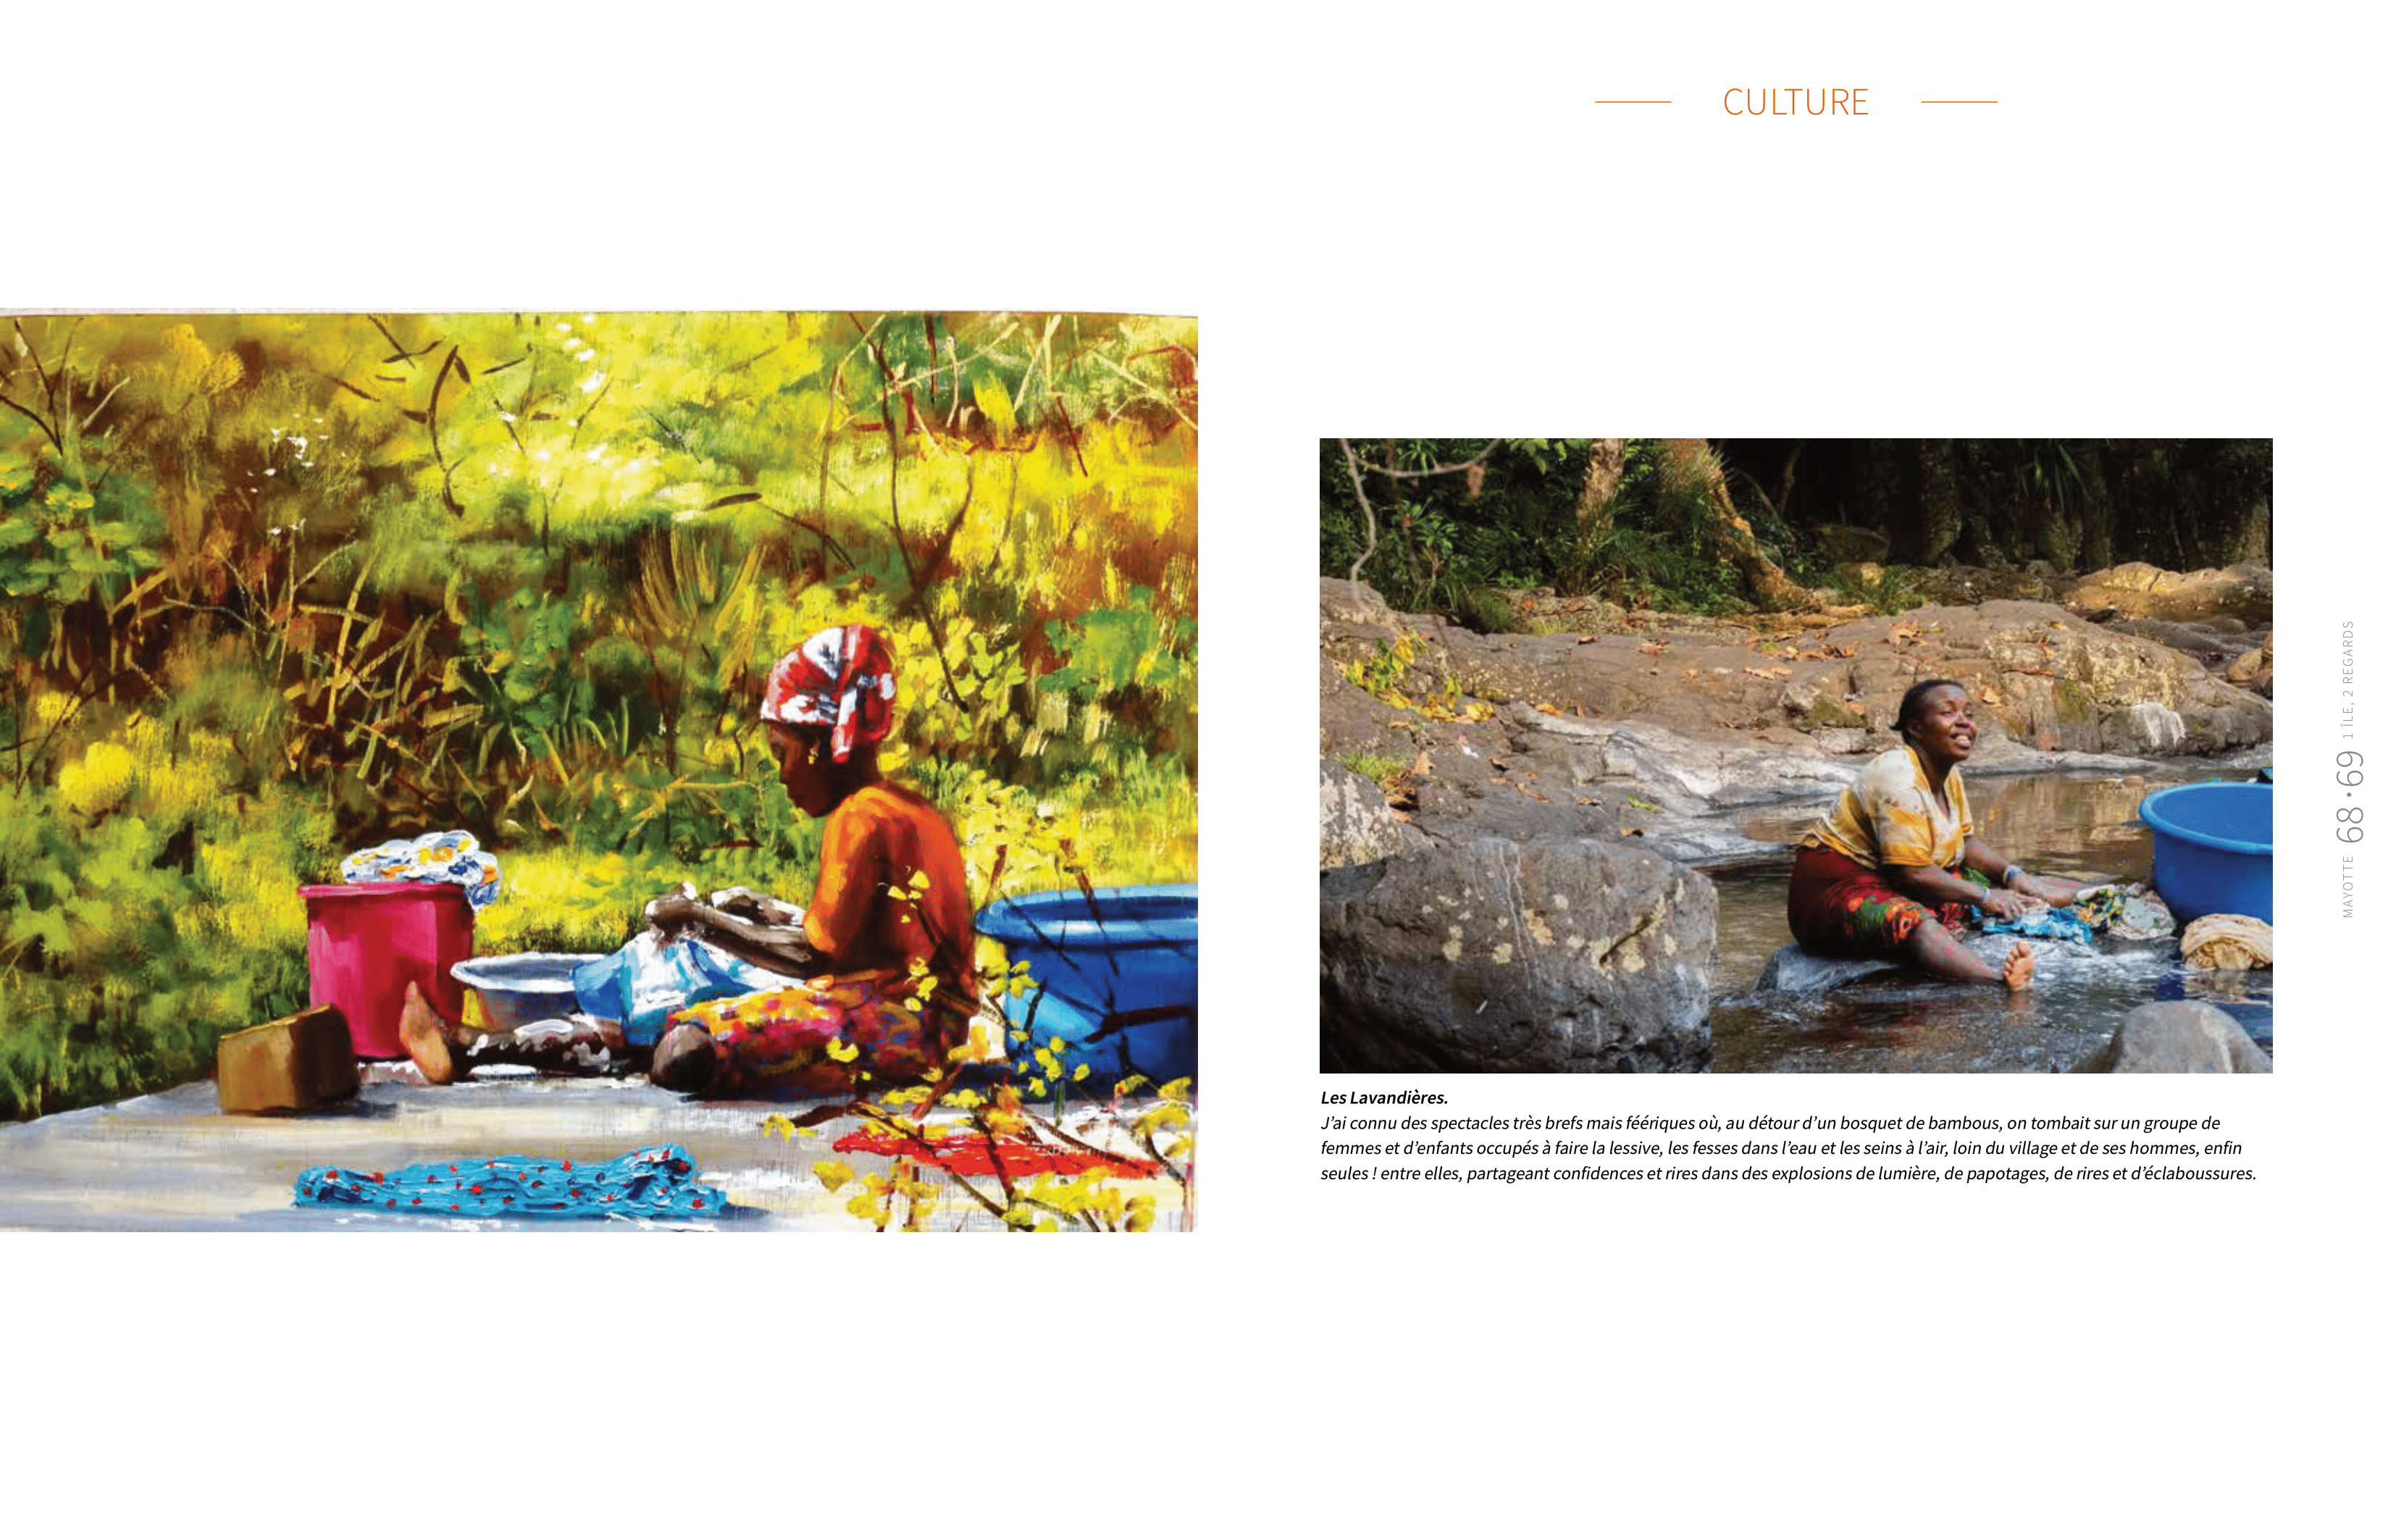 CULTURE
Les Lavandières.
J’ai connu des spectacles très brefs mais féériques où, au détour d’un bosquet de bambous, on tombait sur un groupe de
femmes et d’enfants occupés à faire la lessive, les fesses dans l’eau et les seins à l’air, loin du village et de ses hommes, enfin
seules ! entre elles, partageant confidences et rires dans des explosions de lumière, de papotages, de rires et d’éclaboussures.
MAYOTTE 68•69 1 ÎLE, 2 REGARDS